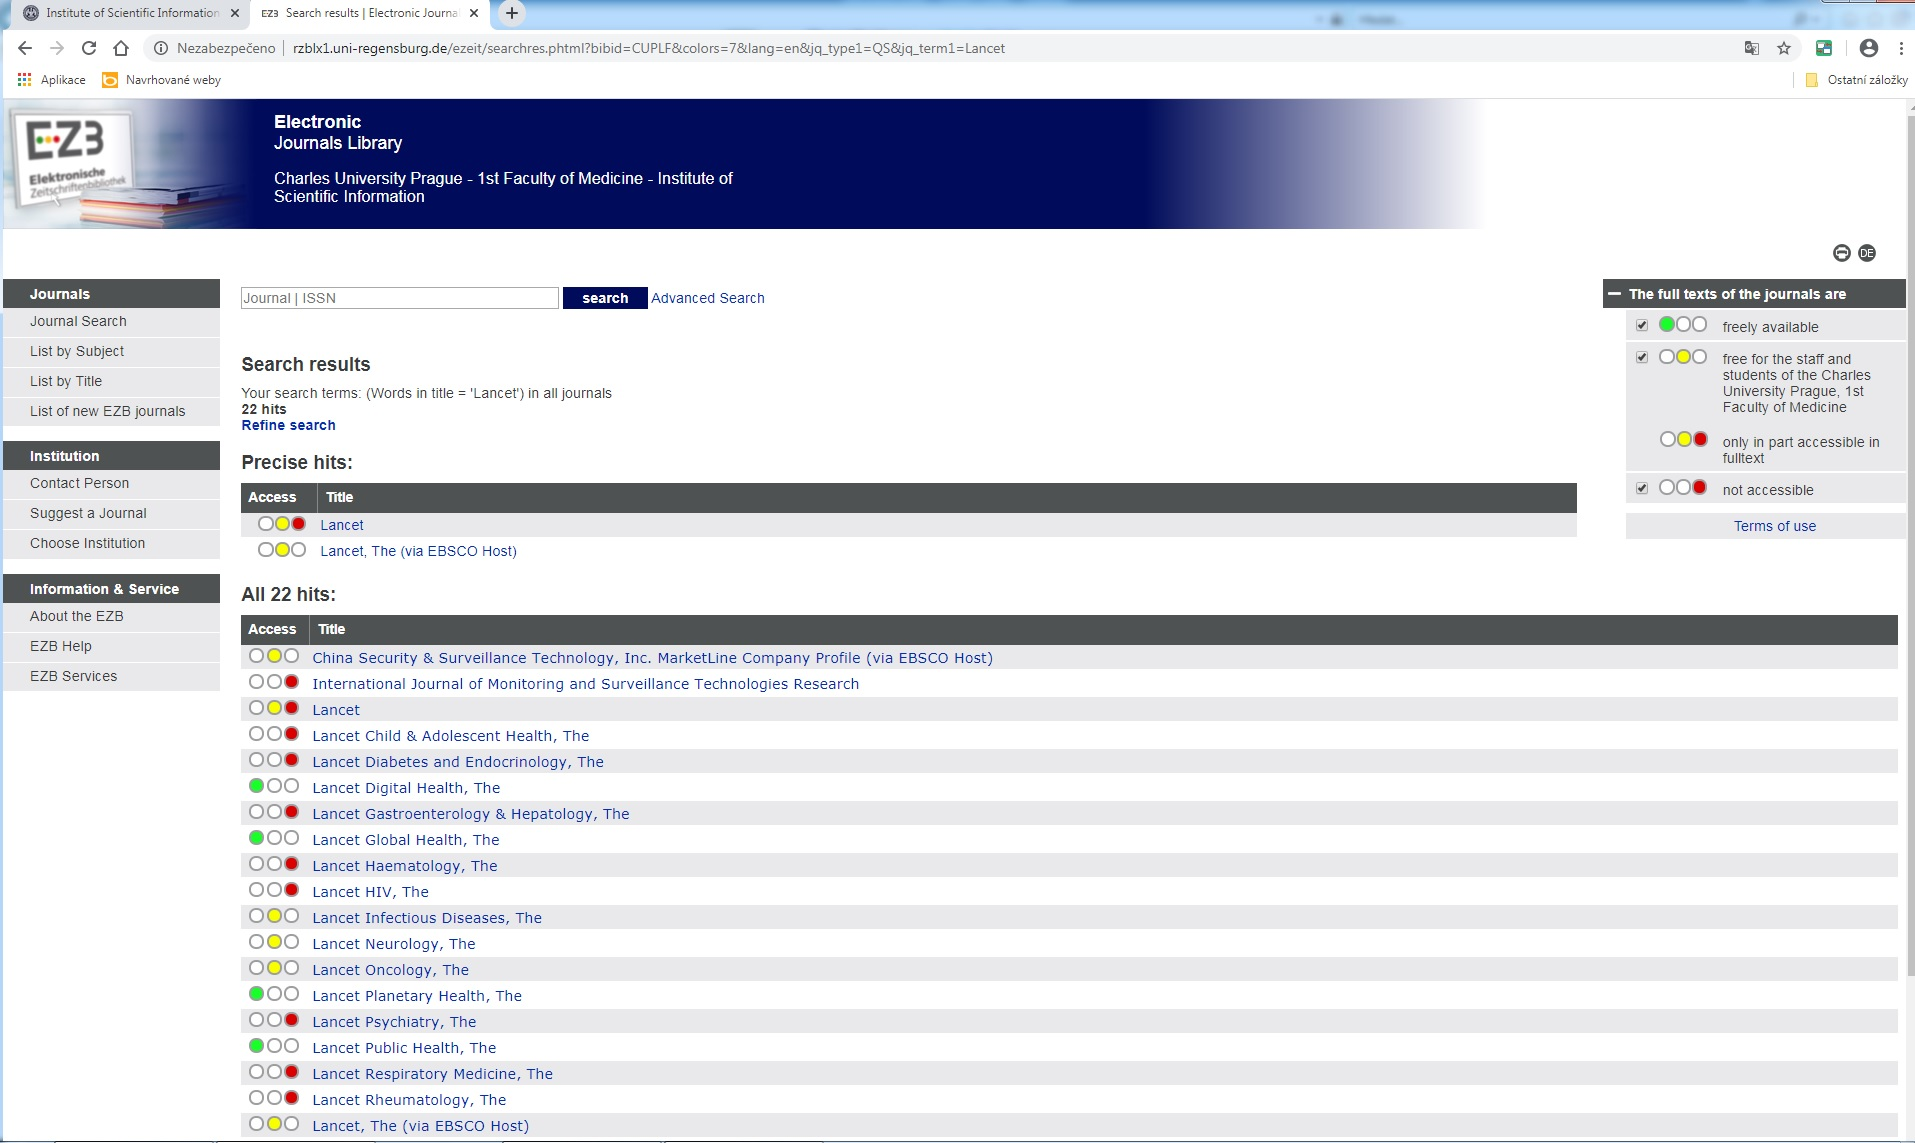 Institute of Scientific Information
EZ3 Search results | Electronic Journa
Nezabezpečeno | rzblx1.uni-regensburg.de/ezeit/searchres.phtml?bibid=CUPLF&colors=7&lang=en&jq_type1=QS&jq_term1=Lancet
Aplikace
Navrhované weby
Ostatní záložky
EZ3
Elektronische
Zeitschriftenbibliothek
Electronic
Journals Library
Charles University Prague - 1st Faculty of Medicine - Institute of
Scientific Information
DE
Journals
Journal Search
List by Subject
List by Title
List of new EZB journals
Institution
Contact Person
Suggest a Journal
Choose Institution
Information & Service
About the EZB
EZB Help
EZB Services
Journal | ISSN
search
Advanced Search
Search results
Your search terms: (Words in title = 'Lancet') in all journals
22 hits
Refine search
Precise hits:
Access Title
Lancet
Lancet, The (via EBSCO Host)
All 22 hits:
Access Title
China Security & Surveillance Technology, Inc. MarketLine Company Profile (via EBSCO Host)
International Journal of Monitoring and Surveillance Technologies Research
Lancet
Lancet Child & Adolescent Health, The
Lancet Diabetes and Endocrinology, The
Lancet Digital Health, The
Lancet Gastroenterology & Hepatology, The
Lancet Global Health, The
Lancet Haematology, The
Lancet HIV, The
Lancet Infectious Diseases, The
Lancet Neurology, The
Lancet Oncology, The
Lancet Planetary Health, The
Lancet Psychiatry, The
Lancet Public Health, The
Lancet Respiratory Medicine, The
Lancet Rheumatology, The
Lancet, The (via EBSCO Host)
The full texts of the journals are
freely available
free for the staff and
students of the Charles
University Prague, 1st
Faculty of Medicine
only in part accessible in
fulltext
not accessible
Terms of use